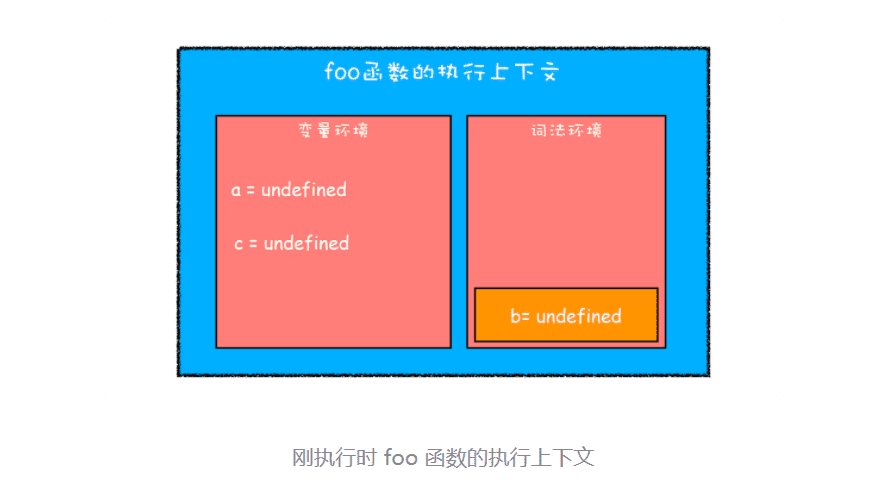 foo函数的执行上下文
变量环境
词法环境
a = undefined
c = undefined
b= undefined
刚执行时 foo 函数的执行上下文